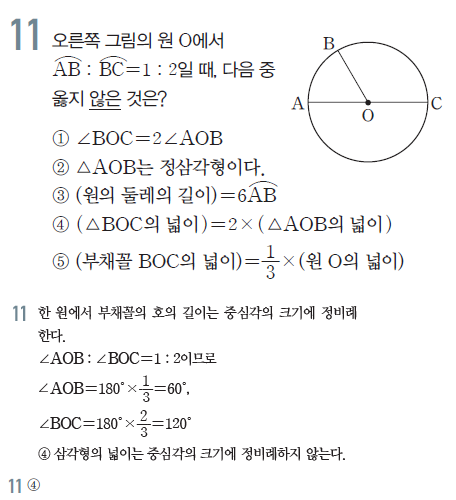 11 오른쪽 그림의 원 O에서
A͡B : B͡C=1 : 2일 때, 다음 중
옳지 않은 것은?
B
A
O
C
① ∠BOC=2∠AOB
② △AOB는 정삼각형이다.
③ (원의 둘레의 길이)=6A͡B
④ (△BOC의 넓이)=2×(△AOB의 넓이)
⑤ (부채꼴 BOC의 넓이)=1/3×(원 O의 넓이)
11 한 원에서 부채꼴의 호의 길이는 중심각의 크기에 정비례
한다.
∠AOB : ∠BOC=1 : 2이므로
∠AOB=180°×1/3=60°,
∠BOC=180°×2/3=120°
④ 삼각형의 넓이는 중심각의 크기에 정비례하지 않는다.
11 ④